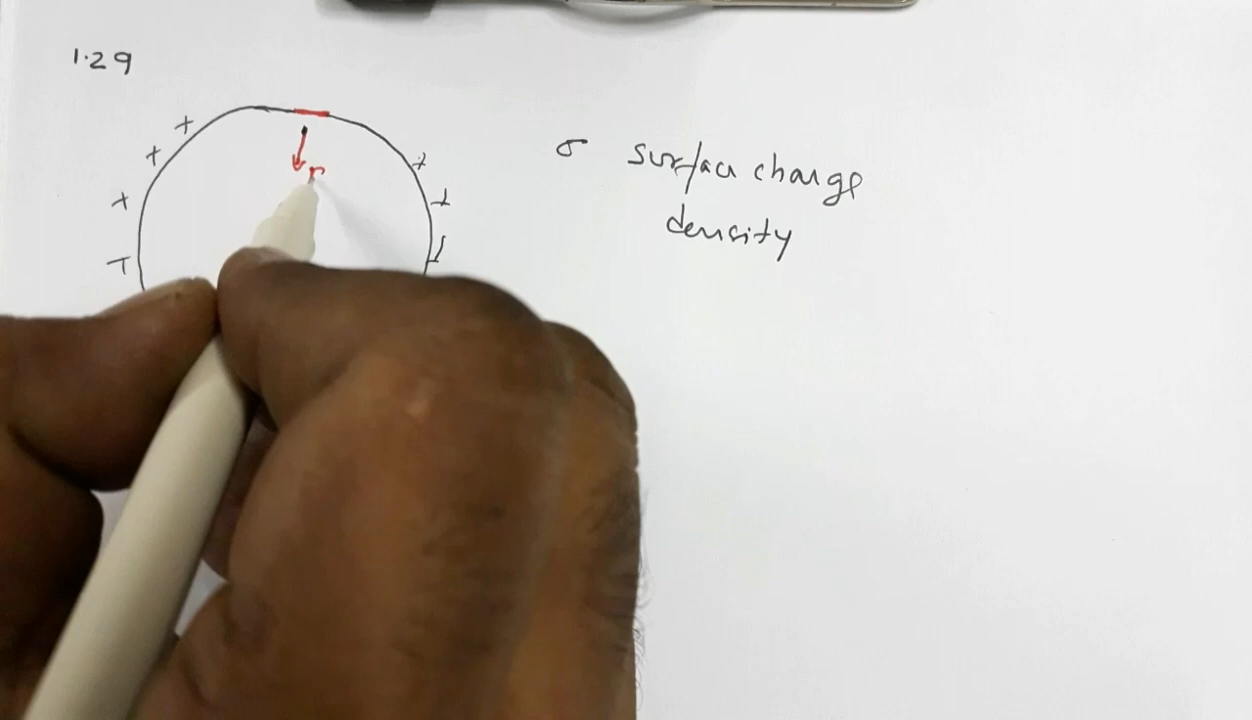 1.29
σ surface charge
density